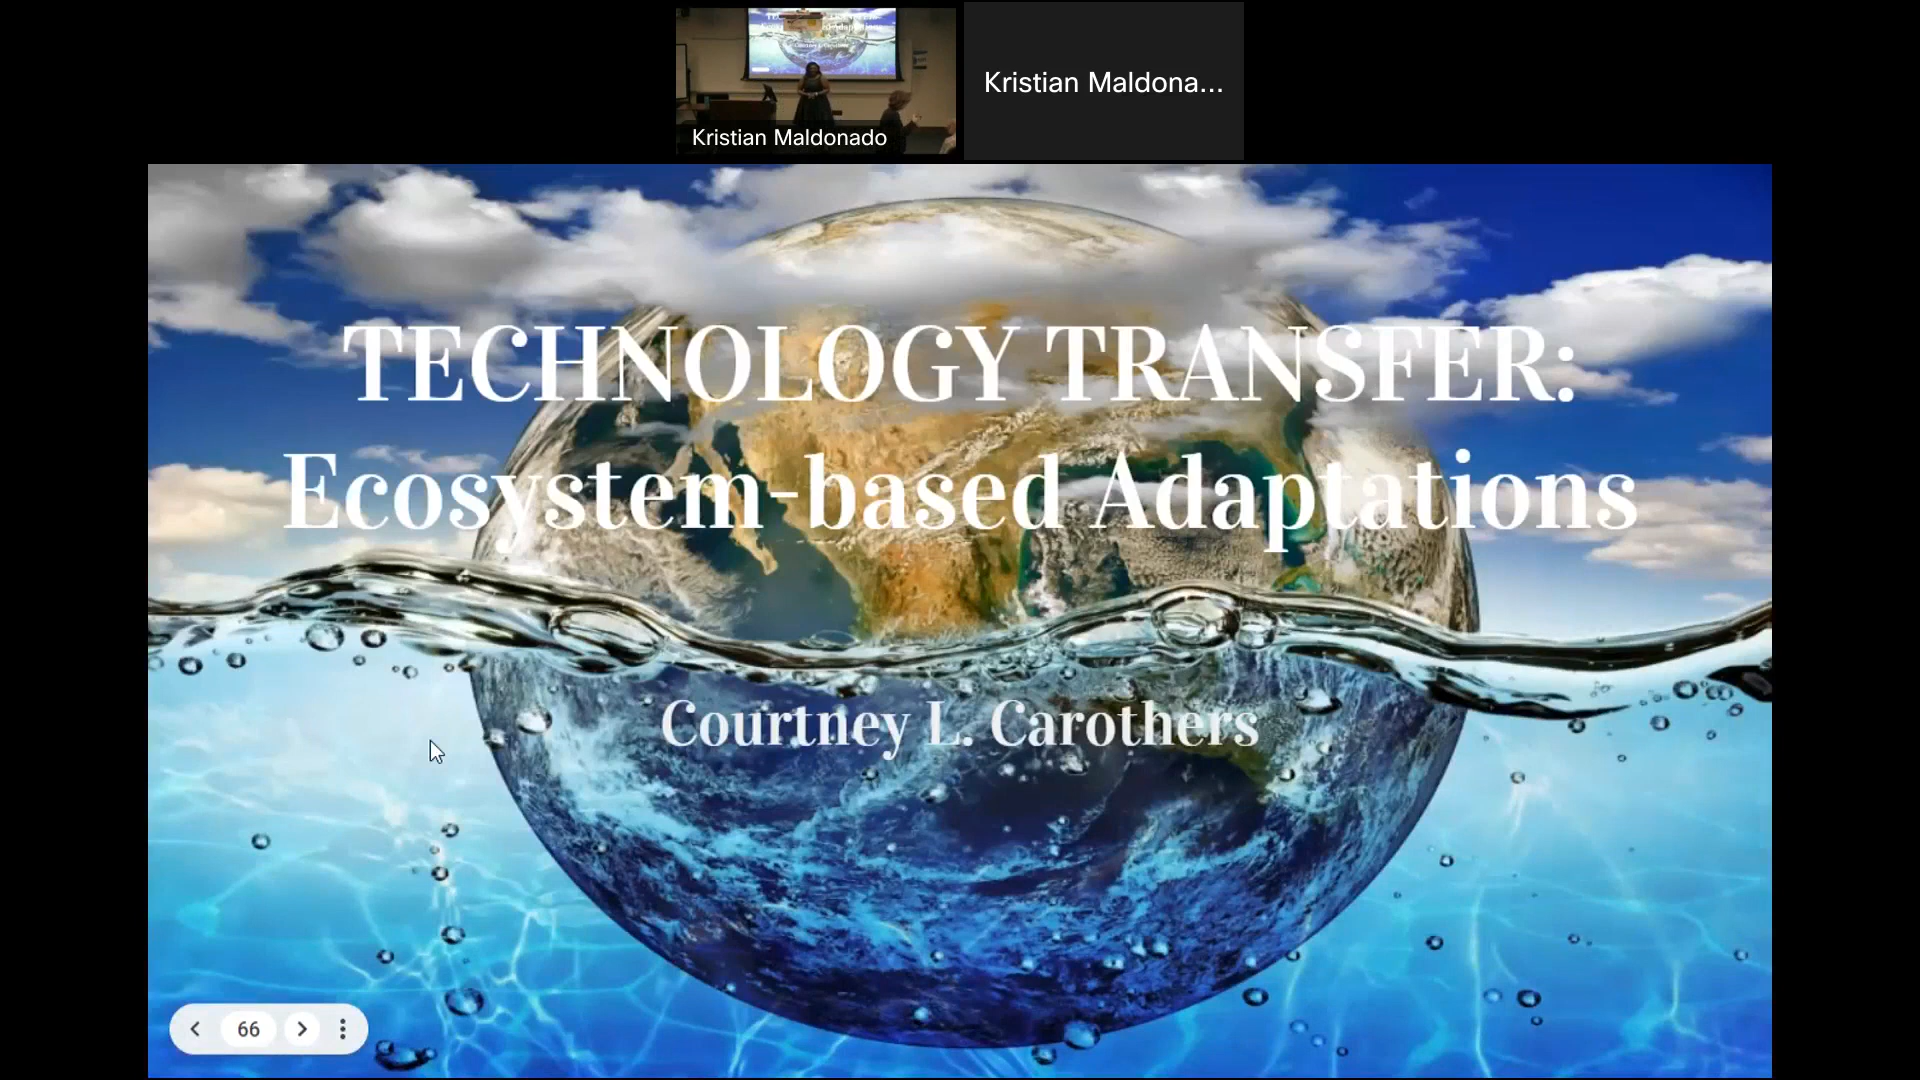 Kristian Maldonado
Kristian Maldona...
TECHNOLOGY TRANSFER:
Ecosystem-based Adaptations
Courtney L. Carothers
66